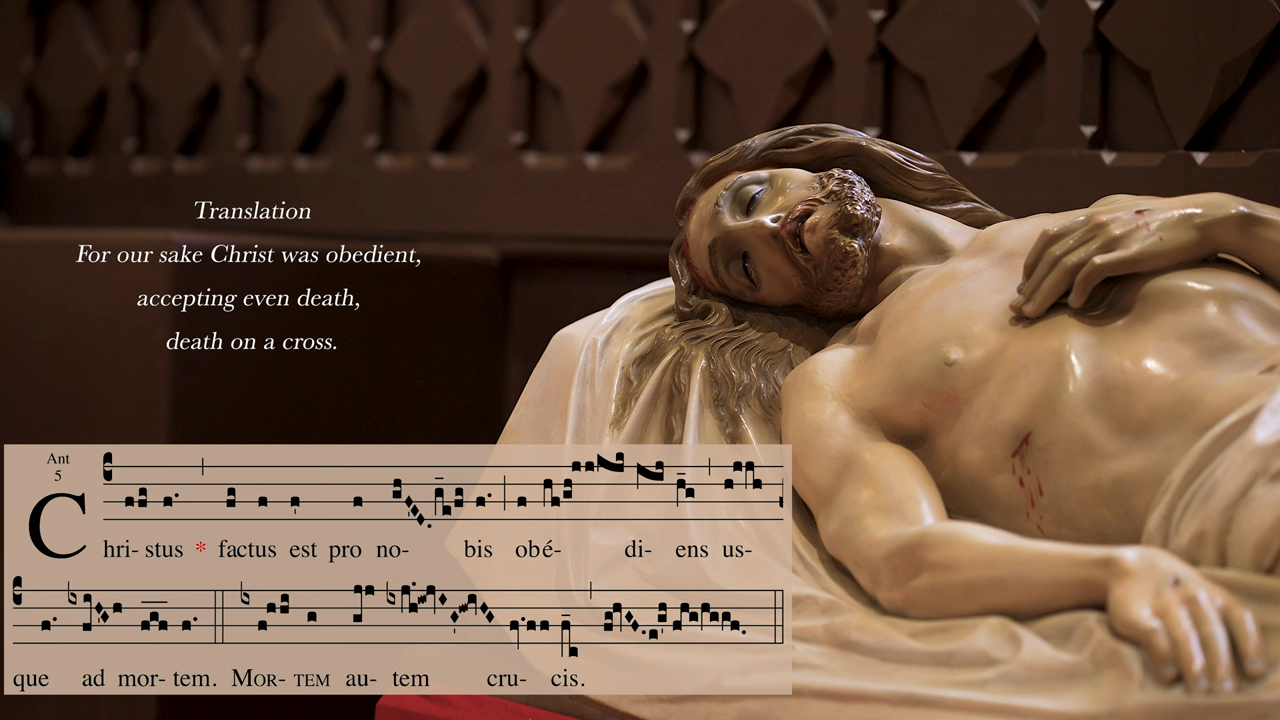 Translation
For our sake Christ was obedient,
accepting even death,
death on a cross.
Ant
5
Chri- stus * factus est pro no- bis obé- di- ens us-
que ad mor- tem. MOR- TEM au- tem cru- cis.